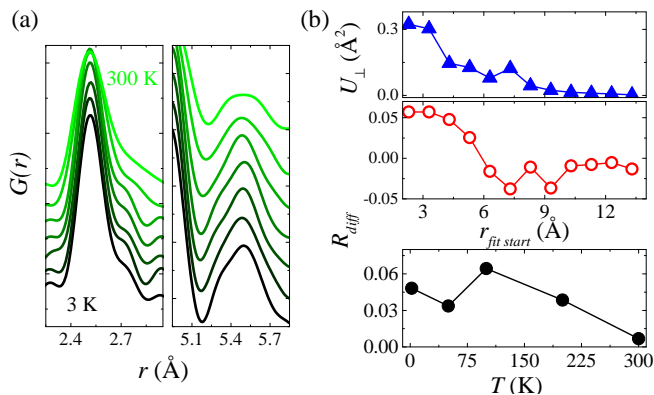 (a)
300 K
3 K
G(r)
2.4 2.7 5.1 5.4 5.7
r (Å)
(b)
U⊥ (Å²)
0.3
0.0
0.05
0.00
-0.05
3 6 9 12
r fit start (Å)
R diff
0.06
0.03
0.00
0 75 150 225 300
T (K)